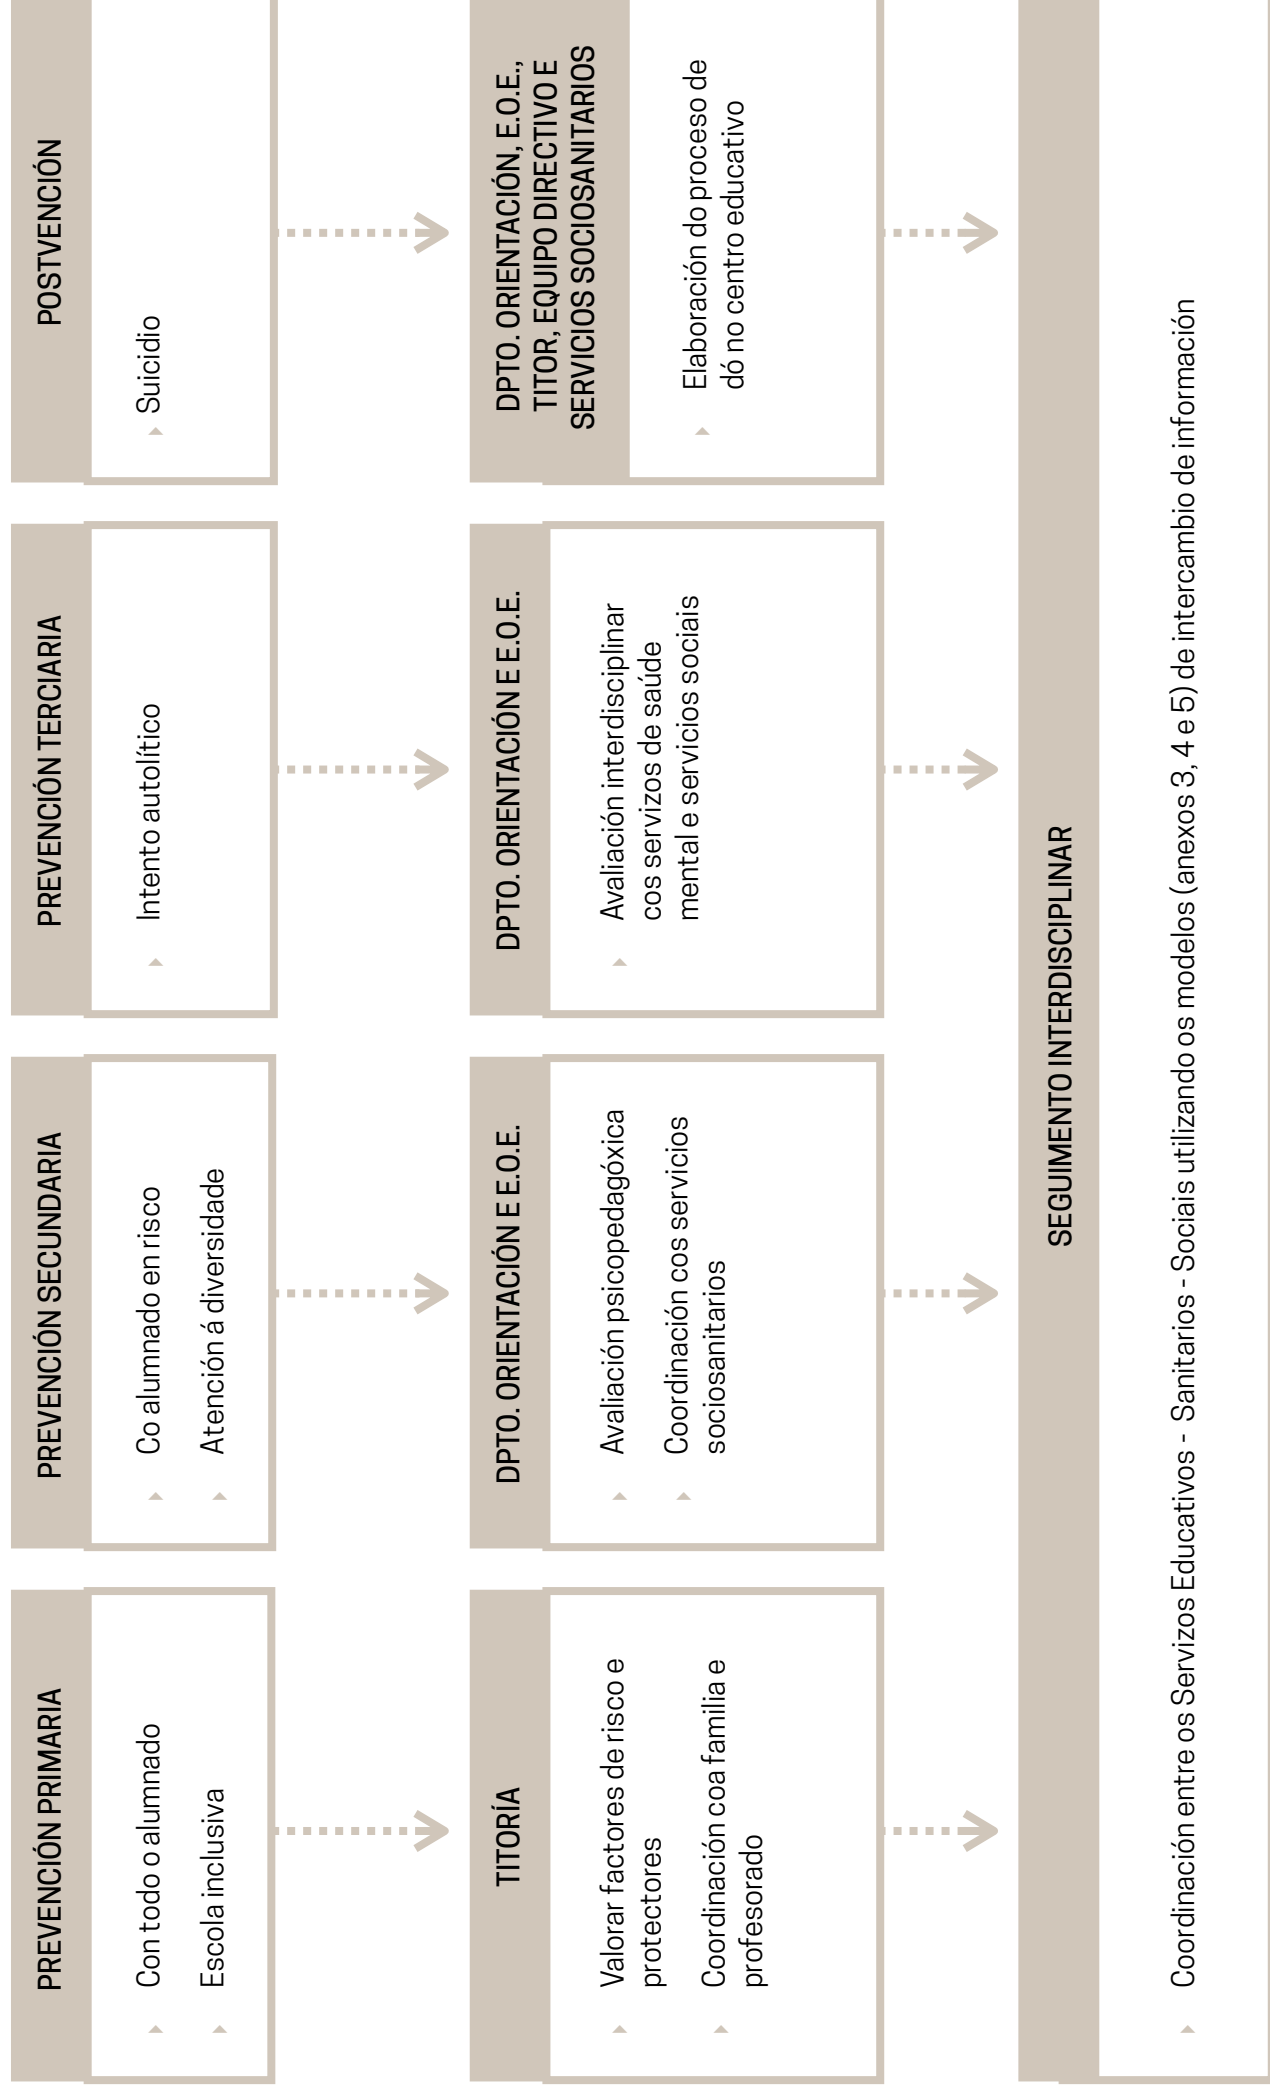 PREVENCIÓN PRIMARIA
Con todo o alumnado
Escola inclusiva
PREVENCIÓN SECUNDARIA
Co alumnado en risco
Atención á diversidade
PREVENCIÓN TERCIARIA
Intento autolítico
POSTVENCIÓN
Suicidio
TITORÍA
Valorar factores de risco e
protectores
Coordinación coa familia e
profesorado
DPTO. ORIENTACIÓN E E.O.E.
Avaliación psicopedagóxica
Coordinación cos servicios
sociosanitarios
DPTO. ORIENTACIÓN E E.O.E.
Avaliación interdisciplinar
cos servizos de saúde
mental e servicios sociais
DPTO. ORIENTACIÓN, E.O.E.,
TITOR, EQUIPO DIRECTIVO E
SERVICIOS SOCIOSANITARIOS
Elaboración do proceso de
dó no centro educativo
SEGUIMENTO INTERDISCIPLINAR
Coordinación entre os Servizos Educativos - Sanitarios - Sociais utilizando os modelos (anexos 3, 4 e 5) de intercambio de información